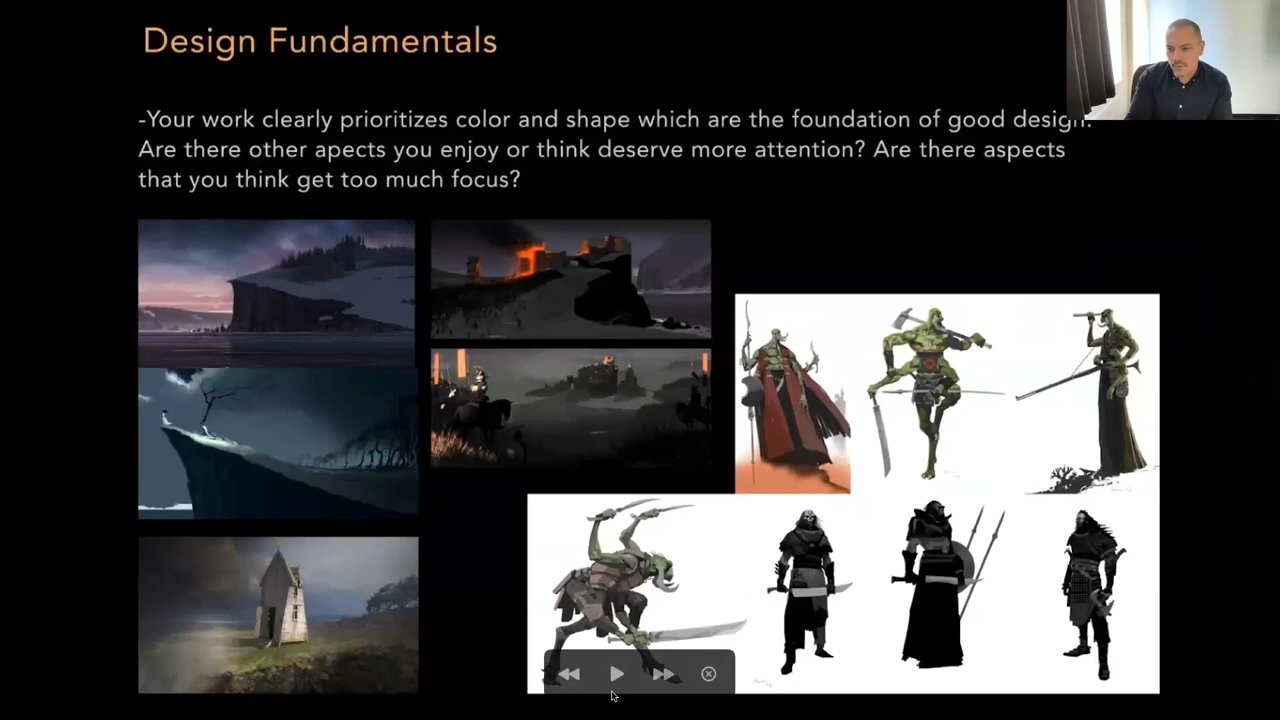 Design Fundamentals
-Your work clearly prioritizes color and shape which are the foundation of good design.
Are there other apects you enjoy or think deserve more attention? Are there aspects
that you think get too much focus?